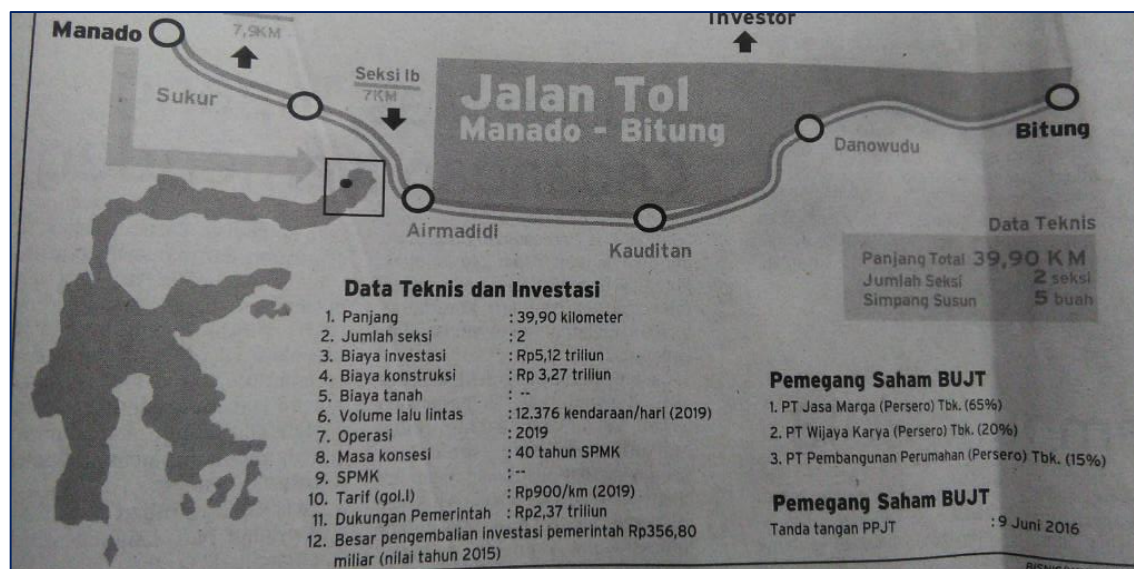 Investor
Manado
7,9KM
Seksi Ib
7KM
Sukur
Jalan Tol
Manado - Bitung
Bitung
Danowudu
Airmadidi
Kauditan
Data Teknis
Panjang Total 39,90 KM
Jumlah Seksi 2 seksi
Simpang Susun 5 buah
Data Teknis dan Investasi
1. Panjang : 39,90 kilometer
2. Jumlah seksi : 2
3. Biaya investasi : Rp5,12 triliun
4. Biaya konstruksi : Rp 3,27 triliun
5. Biaya tanah : --
6. Volume lalu lintas : 12.376 kendaraan/hari (2019)
7. Operasi : 2019
8. Masa konsesi : 40 tahun SPMK
9. SPMK : --
10. Tarif (gol.I) : Rp900/km (2019)
11. Dukungan Pemerintah : Rp2,37 triliun
12. Besar pengembalian investasi pemerintah Rp356,80
miliar (nilai tahun 2015)
Pemegang Saham BUJT
1. PT Jasa Marga (Persero) Tbk. (65%)
2. PT Wijaya Karya (Persero) Tbk. (20%)
3. PT Pembangunan Perumahan (Persero) Tbk. (15%)
Pemegang Saham BUJT
Tanda tangan PPJT : 9 Juni 2016